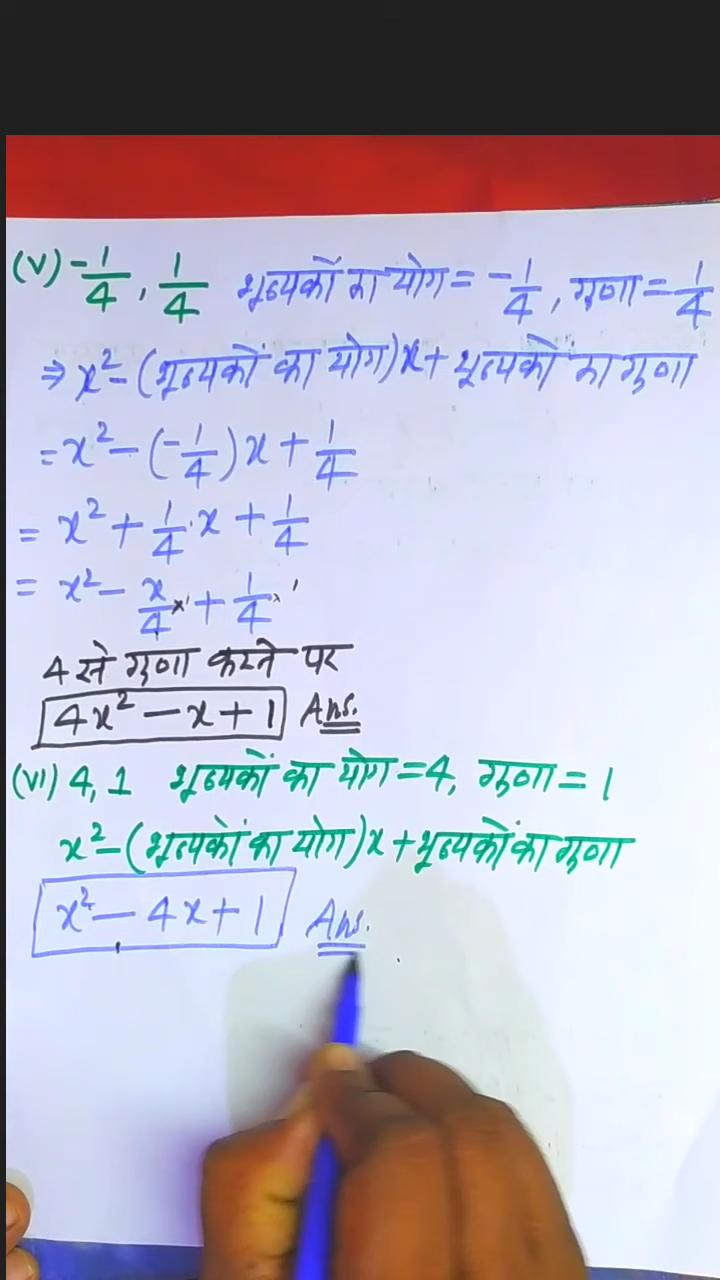 (V) -1/4, 1/4 शून्यकों का योग = -1/4, गुणा = 1/4
⇒ x² - (शून्यकों का योग)x + शून्यकों का गुणा
= x² - (-1/4)x + 1/4
= x² + 1/4·x + 1/4
= x² - x/4 ×¹ + 1/4 ×¹
4 से गुणा करने पर
4x² - x + 1 Ans.
(VI) 4, 1 शून्यकों का योग = 4, गुणा = 1
x² - (शून्यकों का योग)x + शून्यकों का गुणा
x² - 4x + 1 Ans.